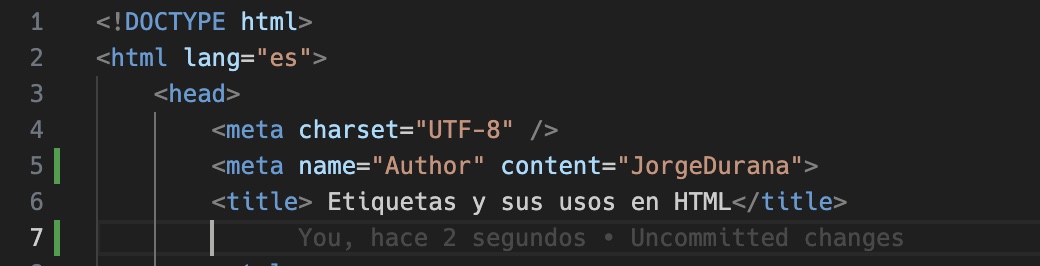 1 <!DOCTYPE html>
2 <html lang="es">
3 <head>
4 <meta charset="UTF-8" />
5 <meta name="Author" content="JorgeDurana">
6 <title> Etiquetas y sus usos en HTML</title>
7 You, hace 2 segundos • Uncommitted changes